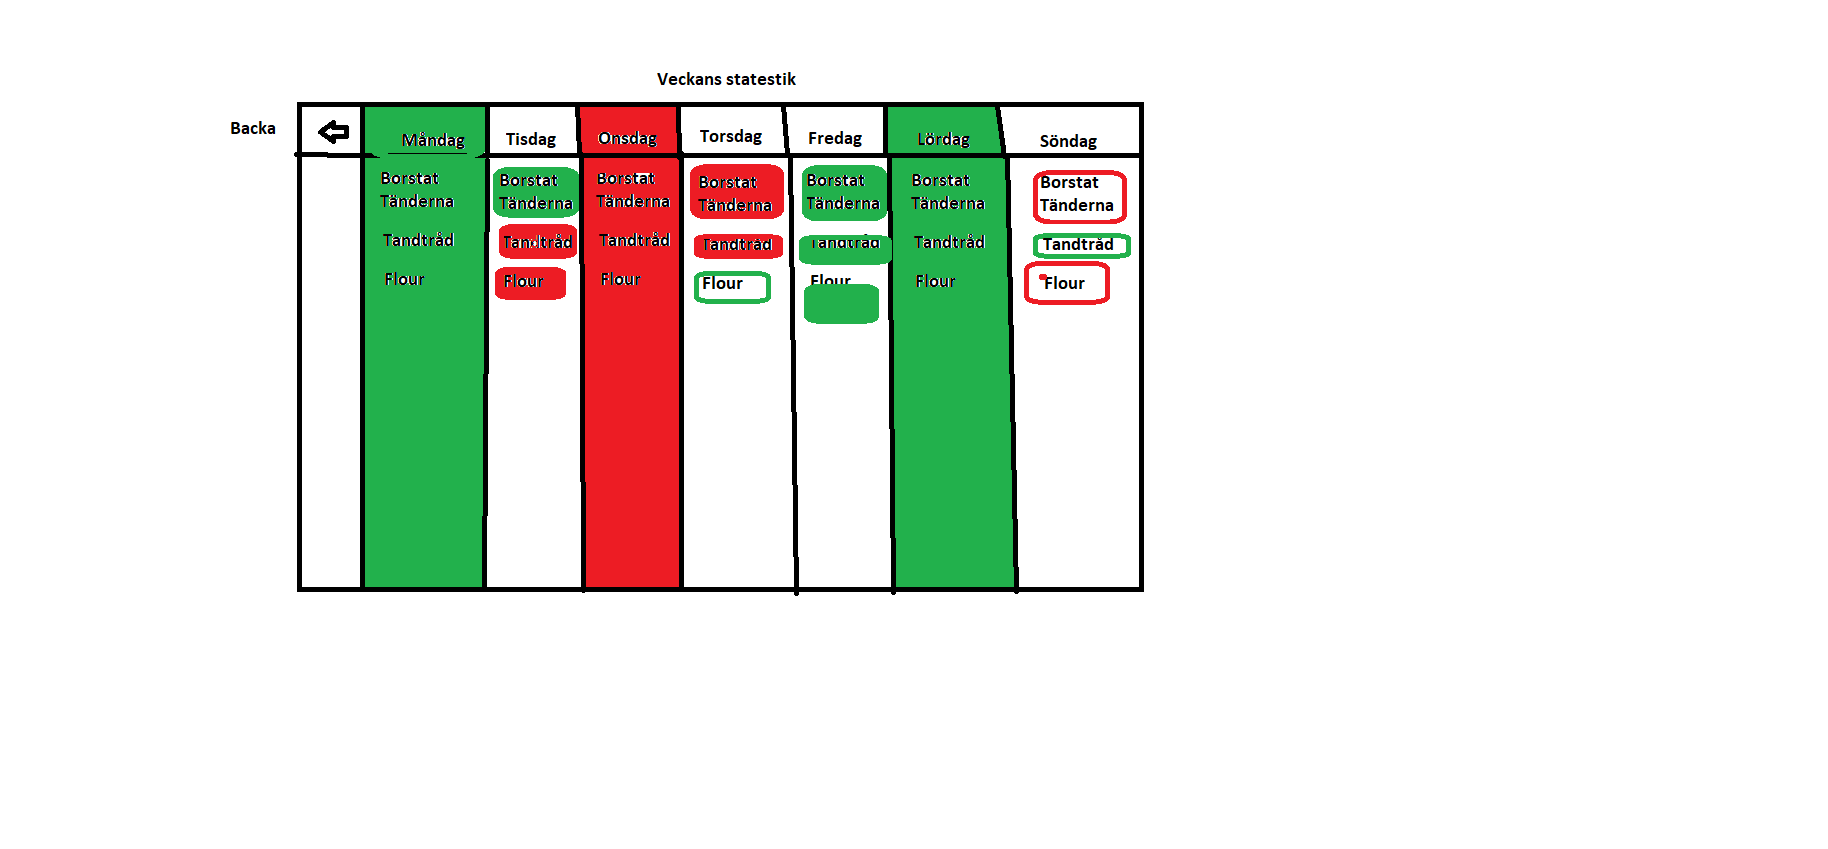 Veckans statestik
Backa
Måndag
Tisdag
Onsdag
Torsdag
Fredag
Lördag
Söndag
Borstat
Tänderna
Tandtråd
Flour
Borstat
Tänderna
Tandtråd
Flour
Borstat
Tänderna
Tandtråd
Flour
Borstat
Tänderna
Tandtråd
Flour
Borstat
Tänderna
Tandtråd
Flour
Borstat
Tänderna
Tandtråd
Flour
Borstat
Tänderna
Tandtråd
Flour